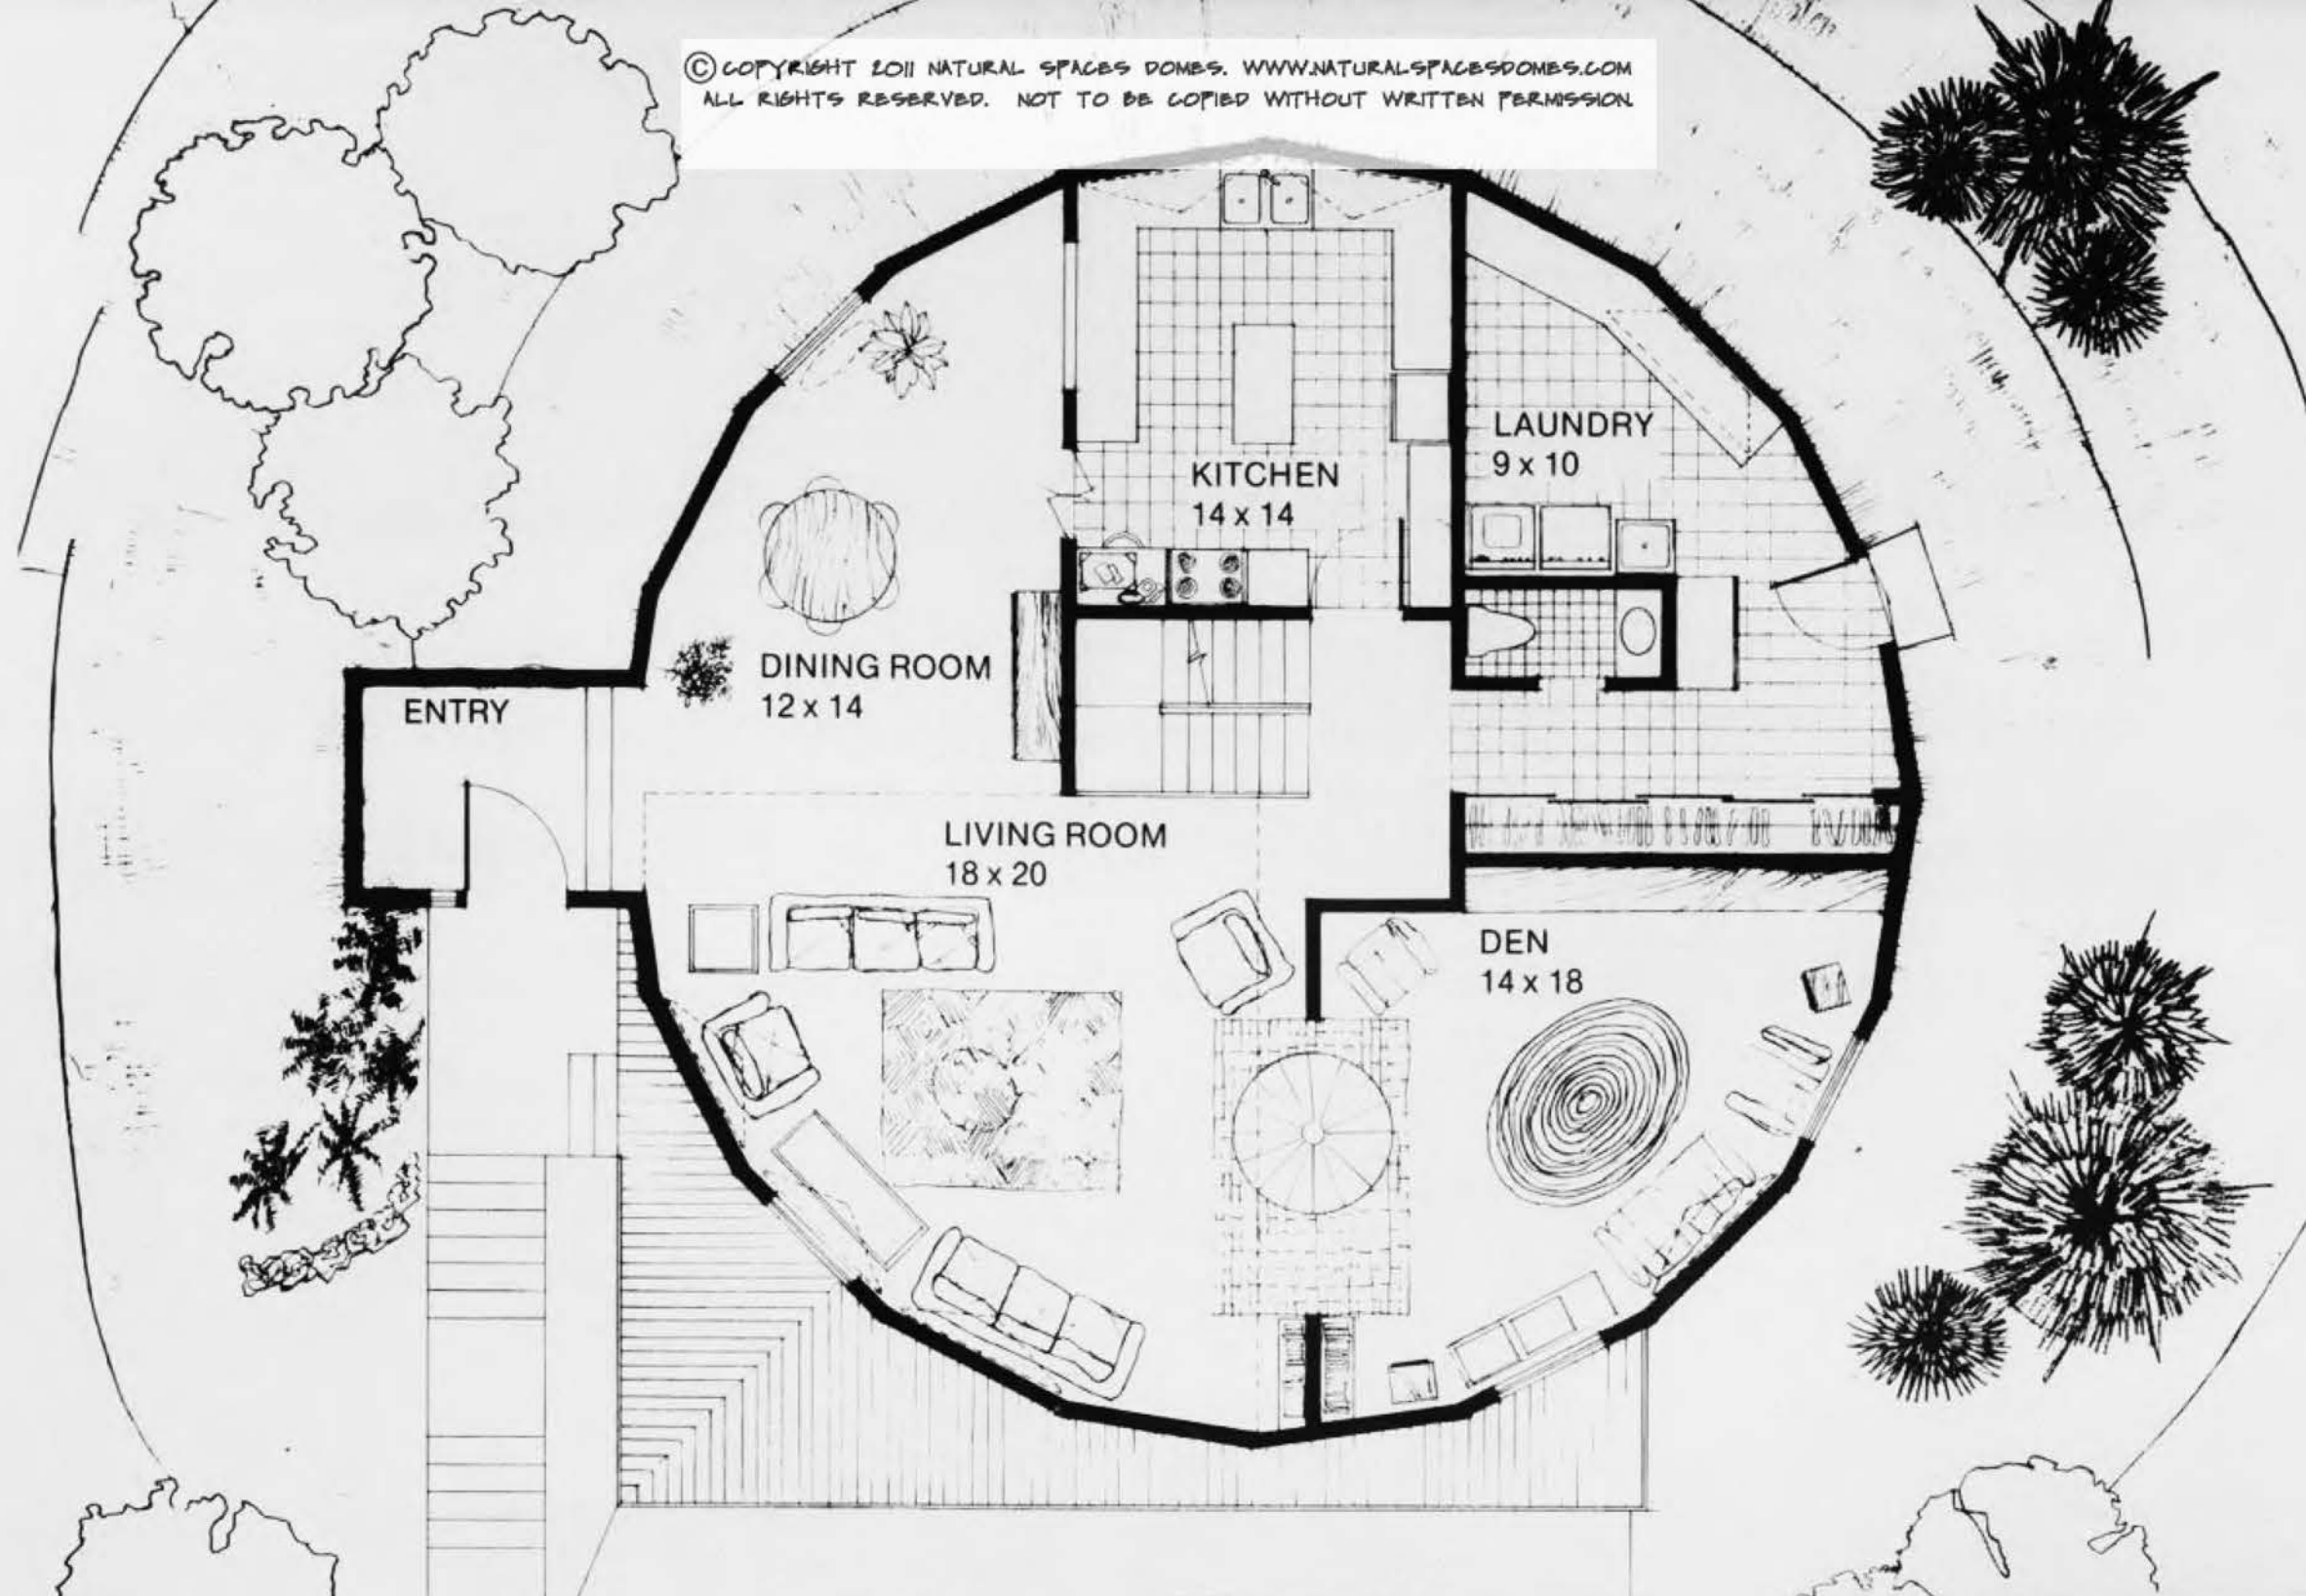 © COPYRIGHT 2011 NATURAL SPACES DOMES. WWW.NATURALSPACESDOMES.COM
ALL RIGHTS RESERVED. NOT TO BE COPIED WITHOUT WRITTEN PERMISSION.
LAUNDRY
9 x 10
KITCHEN
14 x 14
DINING ROOM
12 x 14
ENTRY
LIVING ROOM
18 x 20
DEN
14 x 18